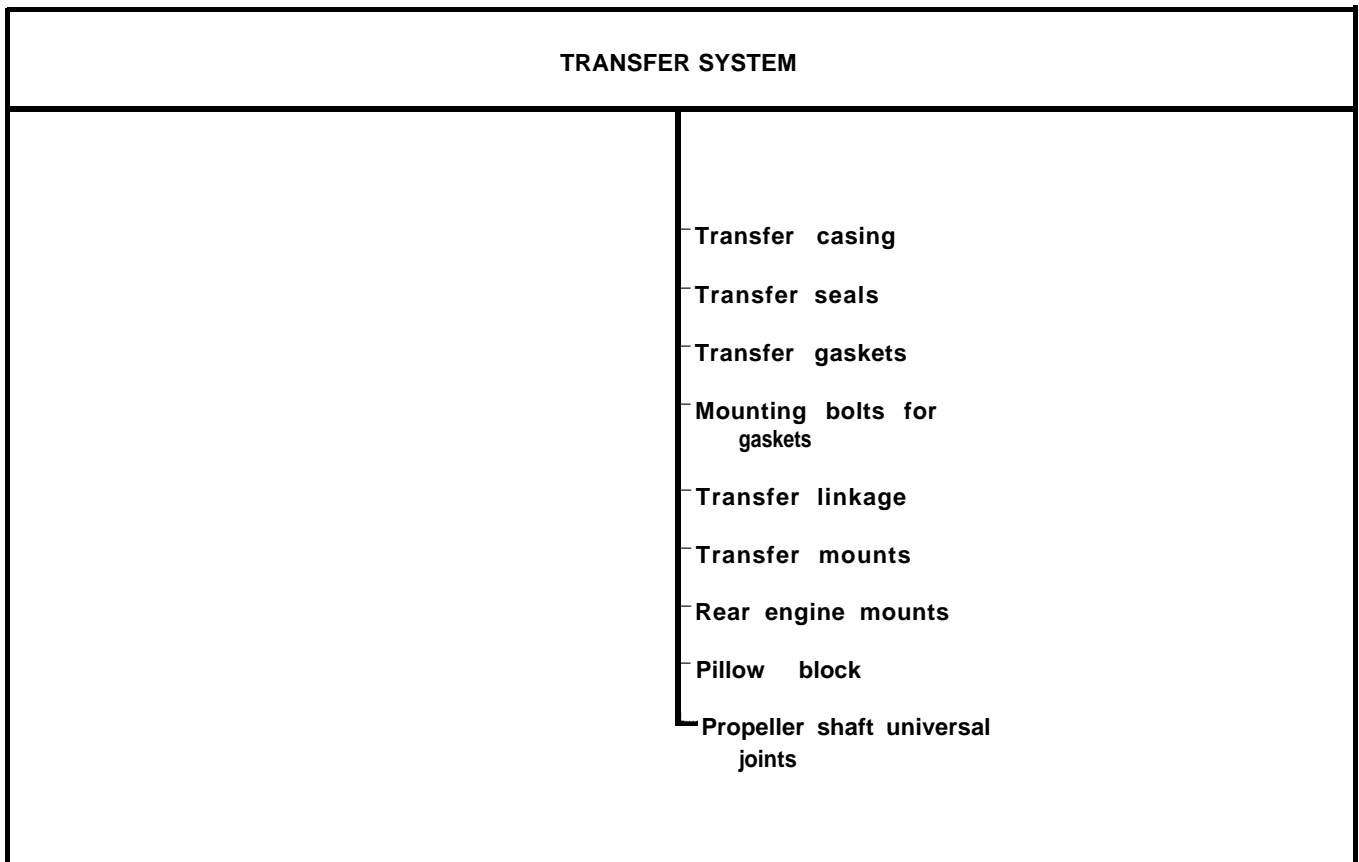 TRANSFER SYSTEM
Transfer casing
Transfer seals
Transfer gaskets
Mounting bolts for
gaskets
Transfer linkage
Transfer mounts
Rear engine mounts
Pillow block
Propeller shaft universal
joints